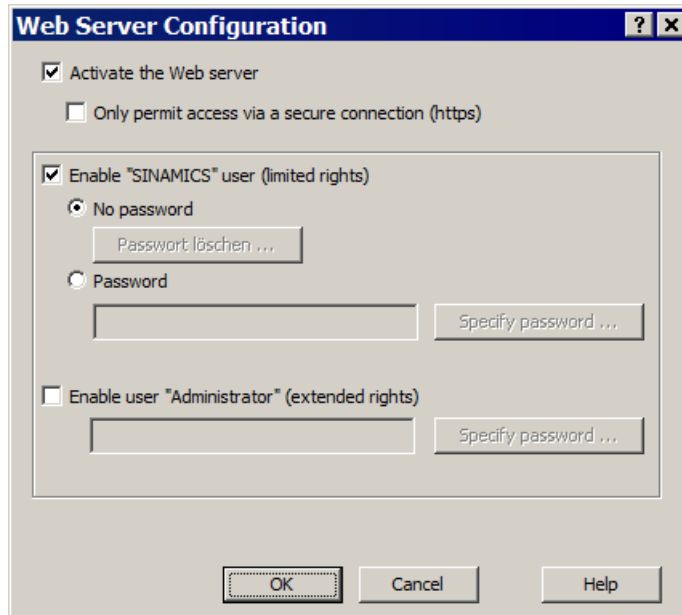 Web Server Configuration
Activate the Web server
Only permit access via a secure connection (https)
Enable "SINAMICS" user (limited rights)
No password
Passwort löschen ...
Password
Specify password ...
Enable user "Administrator" (extended rights)
Specify password ...
OK Cancel Help